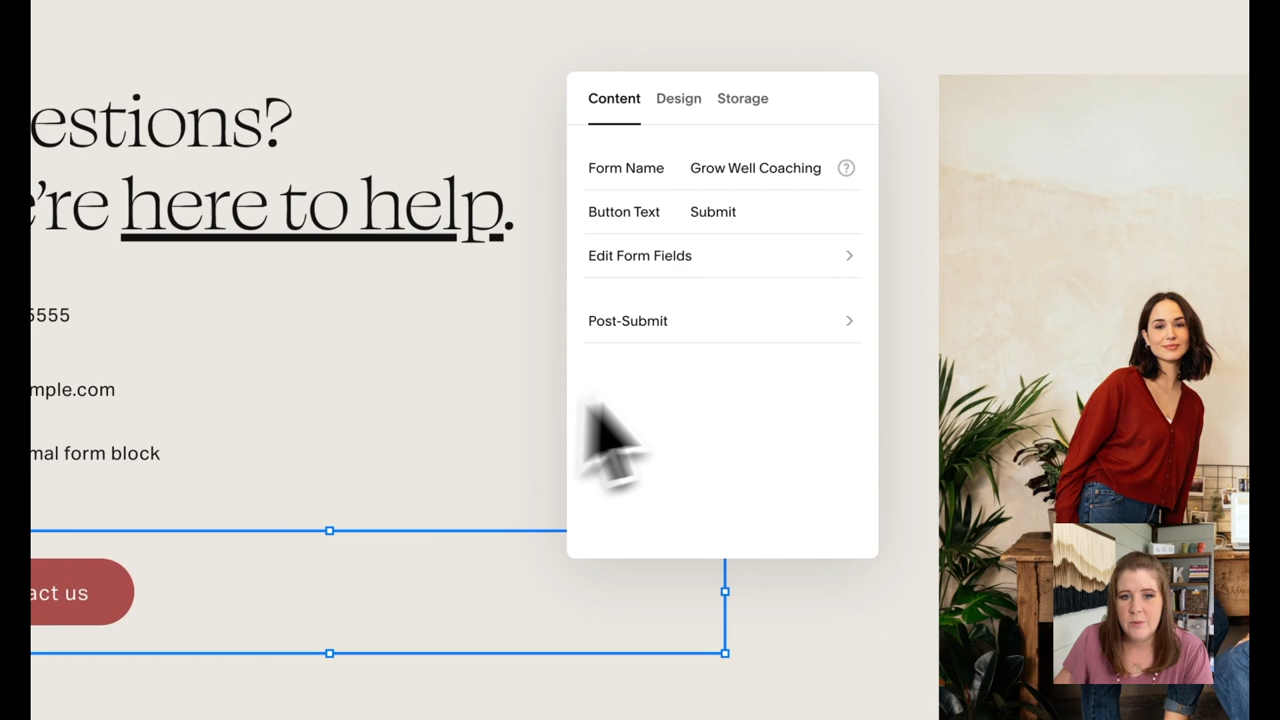 estions?
e're here to help.
5555
mple.com
mal form block
act us
Content Design Storage
Form Name Grow Well Coaching ?
Button Text Submit
Edit Form Fields
Post-Submit